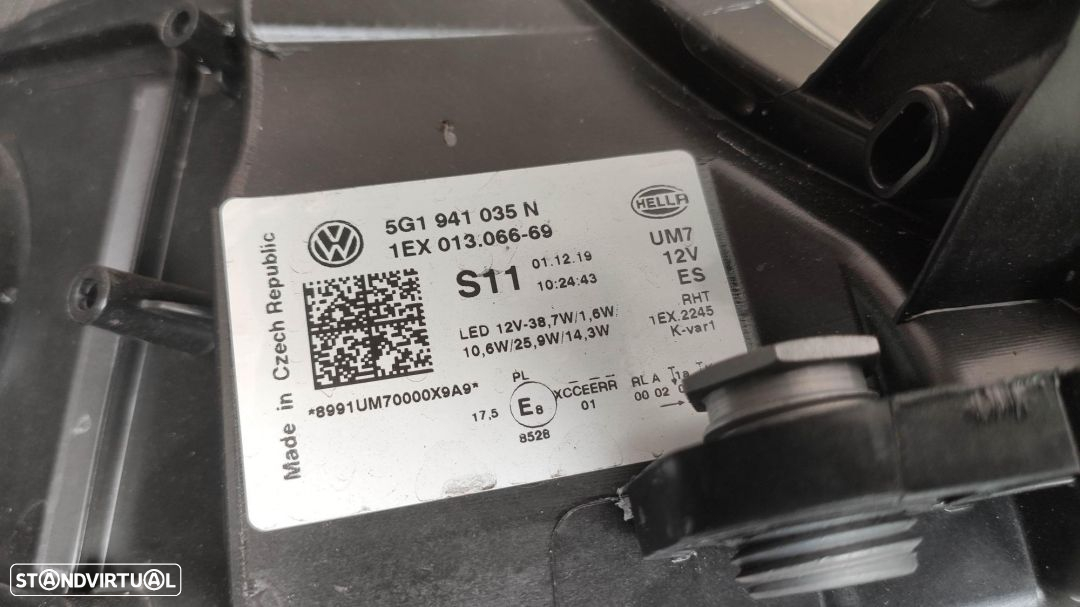 Made in Czech Republic
5G1 941 035 N
1EX 013.066-69
S11
01.12.19
10:24:43
HELLA
UM7
12V
ES
RHT
1EX.2245
K-var1
LED 12V-38,7W/1,6W/
10,6W/25,9W/14,3W
*8991UM70000X9A9*
17,5
PL
E8
8528
XCCEERR
01
RL A
00 02
STANDVIRTUAL